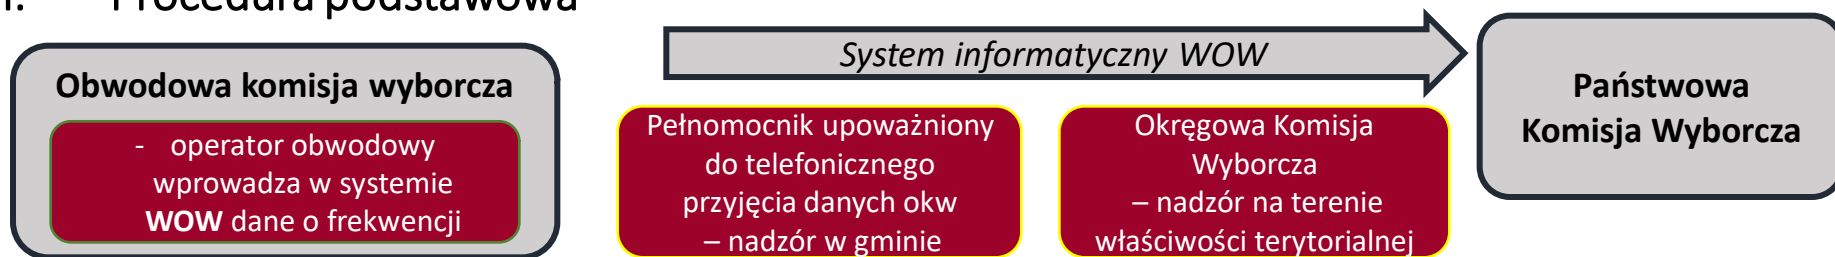 Procedura podstawowa
Obwodowa komisja wyborcza
- operator obwodowy
wprowadza w systemie
WOW dane o frekwencji
System informatyczny WOW
Pełnomocnik upoważniony
do telefonicznego
przyjęcia danych okw
– nadzór w gminie
Okręgowa Komisja
Wyborcza
– nadzór na terenie
właściwości terytorialnej
Państwowa
Komisja Wyborcza